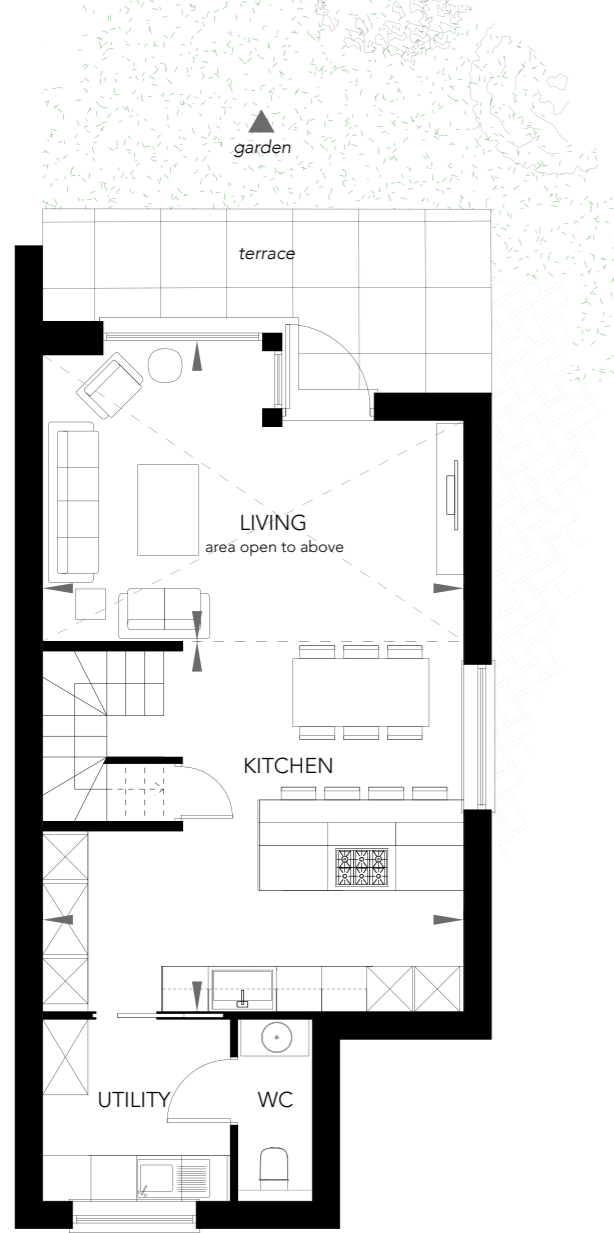 garden
terrace
LIVING
area open to above
KITCHEN
UTILITY
WC